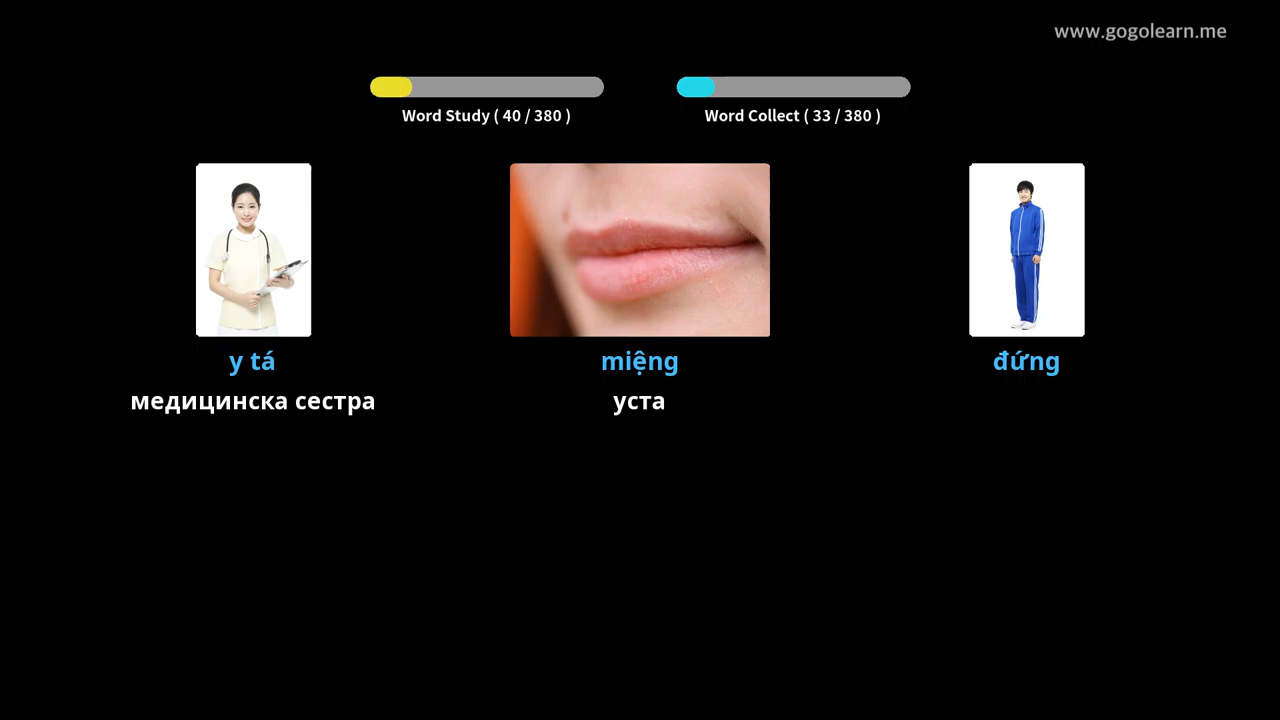 www.gogolearn.me
Word Study ( 40 / 380 )
Word Collect ( 33 / 380 )
y tá
miệng
đứng
медицинска сестра
уста